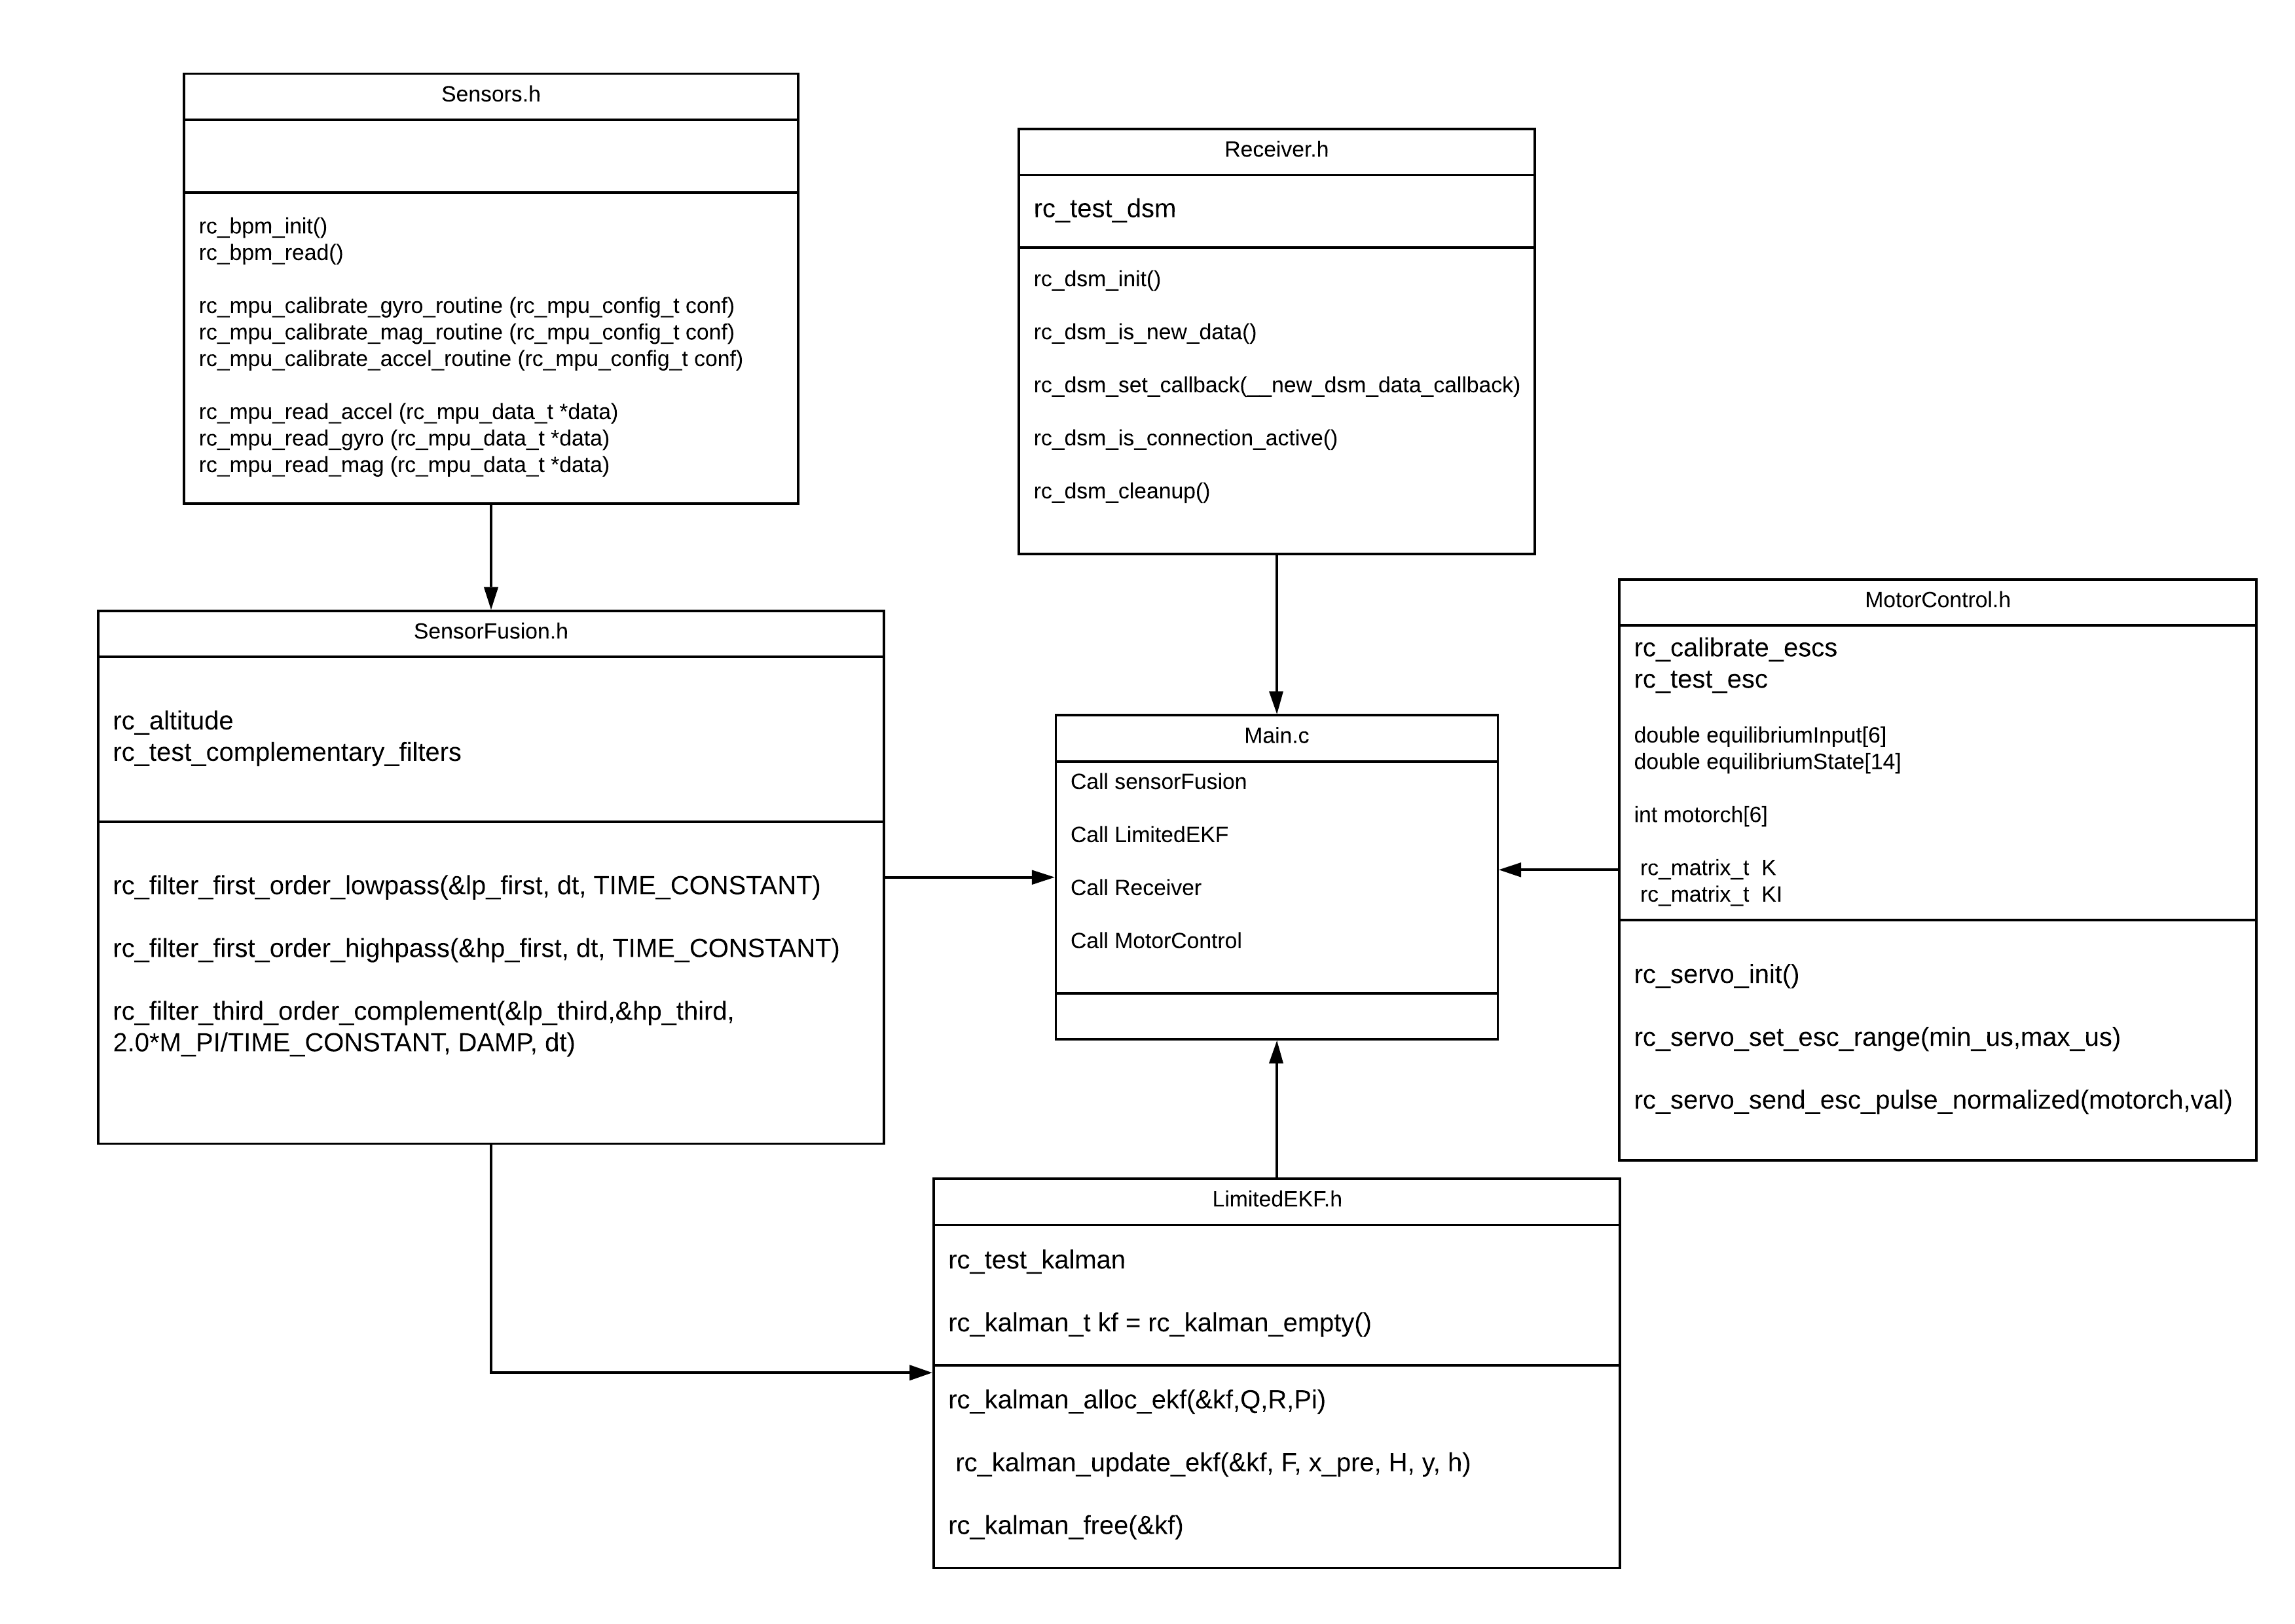 Sensors.h
rc_bpm_init()
rc_bpm_read()
rc_mpu_calibrate_gyro_routine (rc_mpu_config_t conf)
rc_mpu_calibrate_mag_routine (rc_mpu_config_t conf)
rc_mpu_calibrate_accel_routine (rc_mpu_config_t conf)
rc_mpu_read_accel (rc_mpu_data_t *data)
rc_mpu_read_gyro (rc_mpu_data_t *data)
rc_mpu_read_mag (rc_mpu_data_t *data)
Receiver.h
rc_test_dsm
rc_dsm_init()
rc_dsm_is_new_data()
rc_dsm_set_callback(__new_dsm_data_callback)
rc_dsm_is_connection_active()
rc_dsm_cleanup()
SensorFusion.h
rc_altitude
rc_test_complementary_filters
rc_filter_first_order_lowpass(&lp_first, dt, TIME_CONSTANT)
rc_filter_first_order_highpass(&hp_first, dt, TIME_CONSTANT)
rc_filter_third_order_complement(&lp_third,&hp_third,
2.0*M_PI/TIME_CONSTANT, DAMP, dt)
Main.c
Call sensorFusion
Call LimitedEKF
Call Receiver
Call MotorControl
MotorControl.h
rc_calibrate_escs
rc_test_esc
double equilibriumInput[6]
double equilibriumState[14]
int motorch[6]
rc_matrix_t  K
rc_matrix_t  KI
rc_servo_init()
rc_servo_set_esc_range(min_us,max_us)
rc_servo_send_esc_pulse_normalized(motorch,val)
LimitedEKF.h
rc_test_kalman
rc_kalman_t kf = rc_kalman_empty()
rc_kalman_alloc_ekf(&kf,Q,R,Pi)
rc_kalman_update_ekf(&kf, F, x_pre, H, y, h)
rc_kalman_free(&kf)